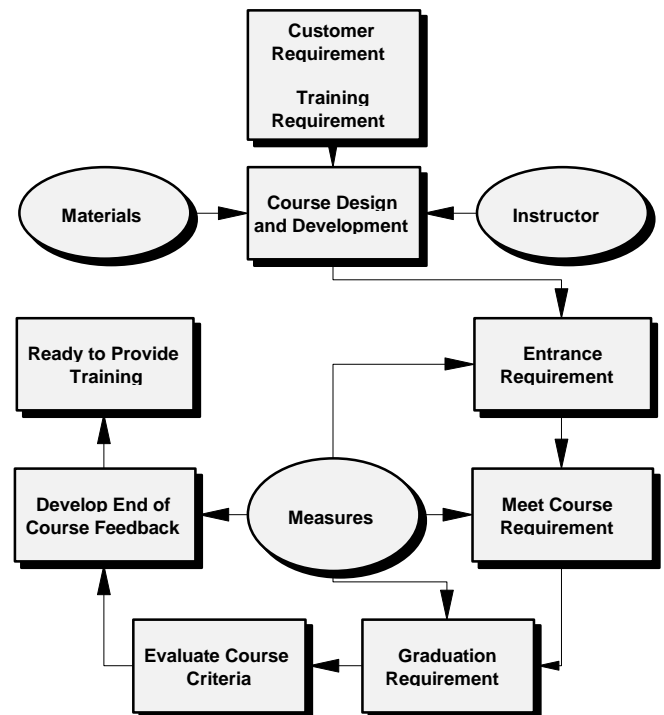 Customer
Requirement
Training
Requirement
Materials
Course Design
and Development
Instructor
Ready to Provide
Training
Entrance
Requirement
Develop End of
Course Feedback
Measures
Meet Course
Requirement
Evaluate Course
Criteria
Graduation
Requirement